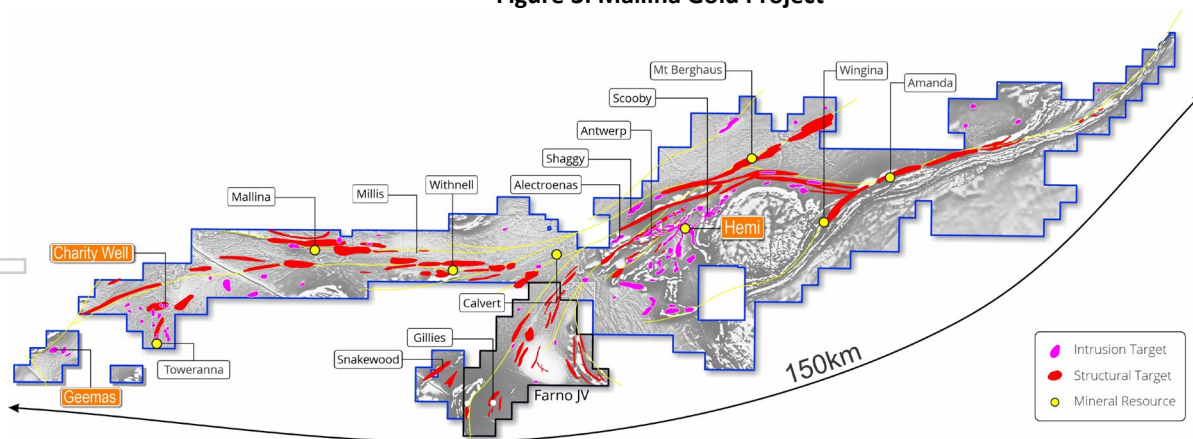 Figure 5: Mallina Gold Project
Mt Berghaus
Wingina
Amanda
Scooby
Antwerp
Shaggy
Alectroenas
Withnell
Millis
Mallina
Hemi
Charity Well
Calvert
Gillies
Snakewood
Toweranna
Geemas
Farno JV
150km
Intrusion Target
Structural Target
Mineral Resource